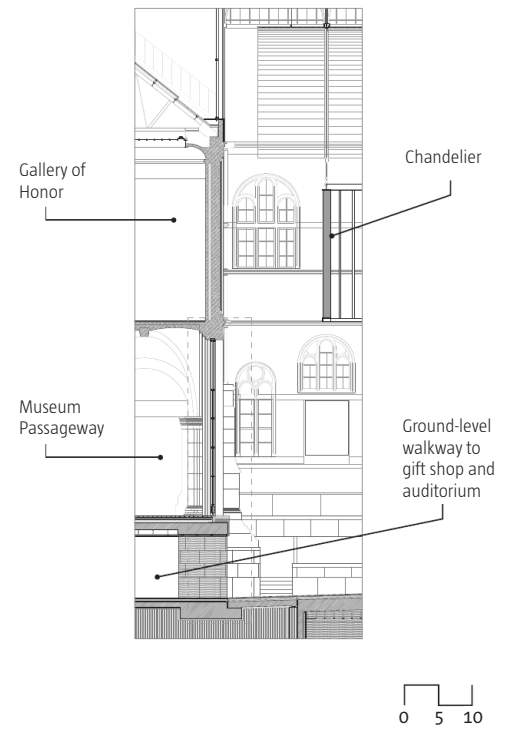 Gallery of
Honor
Chandelier
Museum
Passageway
Ground-level
walkway to
gift shop and
auditorium
0 5 10